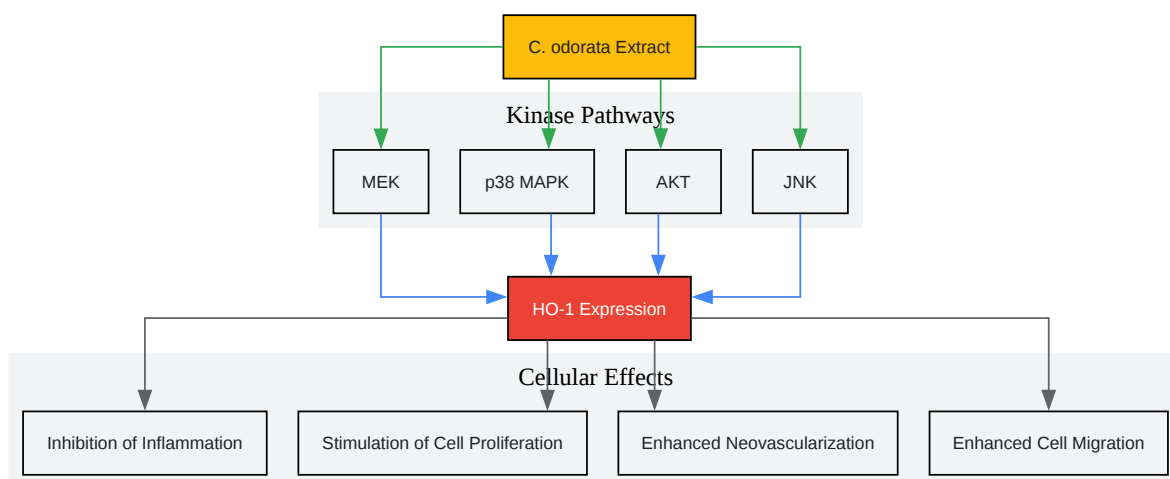 C. odorata Extract
Kinase Pathways
MEK
p38 MAPK
AKT
JNK
HO-1 Expression
Cellular Effects
Inhibition of Inflammation
Stimulation of Cell Proliferation
Enhanced Neovascularization
Enhanced Cell Migration